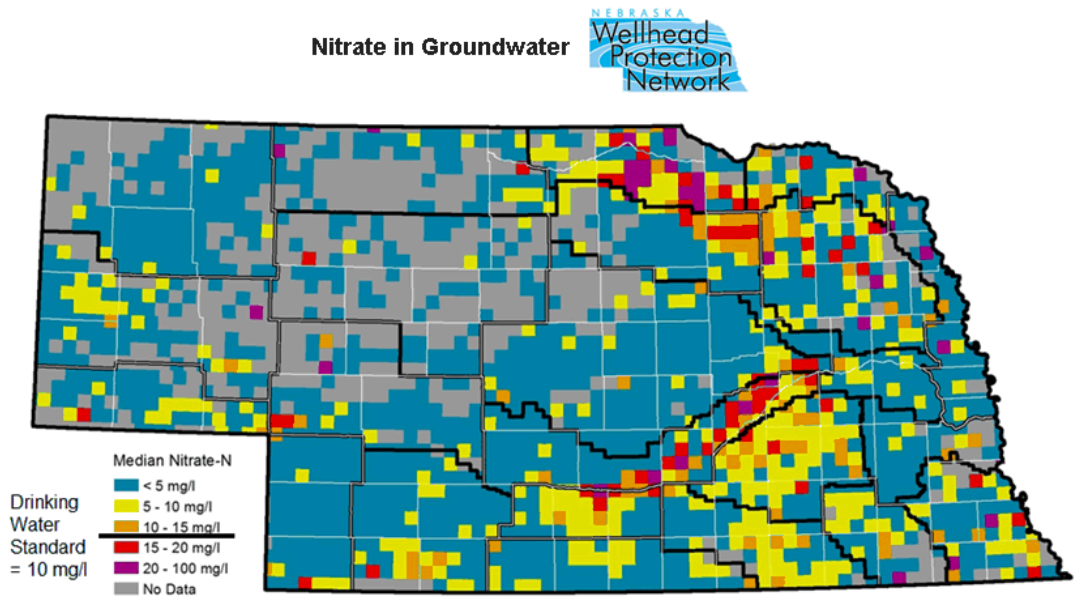 NEBRASKA
Nitrate in Groundwater
Wellhead
Protection
Network
Median Nitrate-N
Drinking
Water
Standard
= 10 mg/l
< 5 mg/l
5 - 10 mg/l
10 - 15 mg/l
15 - 20 mg/l
20 - 100 mg/l
No Data